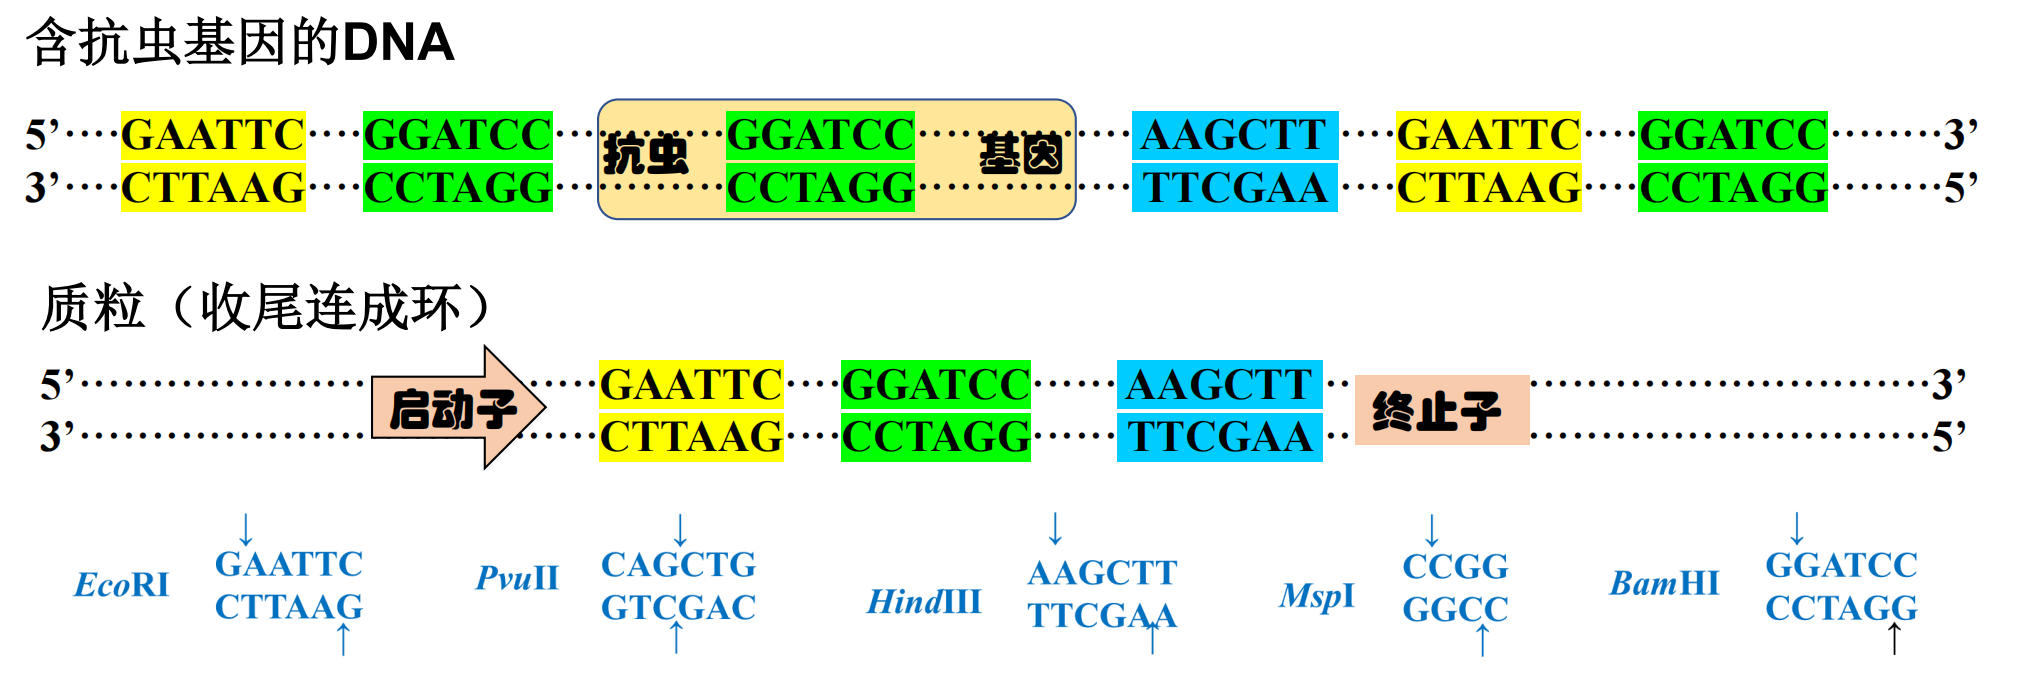 含抗虫基因的DNA
5’····GAATTC····GGATCC············GGATCC···············AAGCTT····GAATTC····GGATCC········3’
抗虫 基因
3’····CTTAAG····CCTAGG············CCTAGG···············TTCGAA····CTTAAG····CCTAGG········5’
质粒（收尾连成环）
5’·························GAATTC····GGATCC······AAGCTT································3’
启动子 终止子
3’·························CTTAAG····CCTAGG······TTCGAA······························5’
↓ ↓ ↓ ↓ ↓
GAATTC CAGCTG AAGCTT CCGG GGATCC
EcoRI PvuII HindIII MspI BamHI
CTTAAG GTCGAC TTCGAA GGCC CCTAGG
↑ ↑ ↑ ↑ ↑